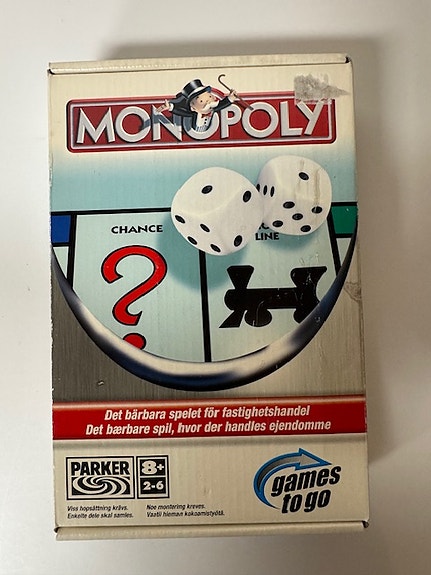 MONOPOLY
CHANCE
LINE
Det bärbara spelet för fastighetshandel
Det bærbare spil, hvor der handles ejendomme
PARKER
8+
2-6
games
to go
Viss hopsättning krävs.
Enkelte dele skal samles.
Noe montering kreves.
Vaatii hieman kokoamistyötä.